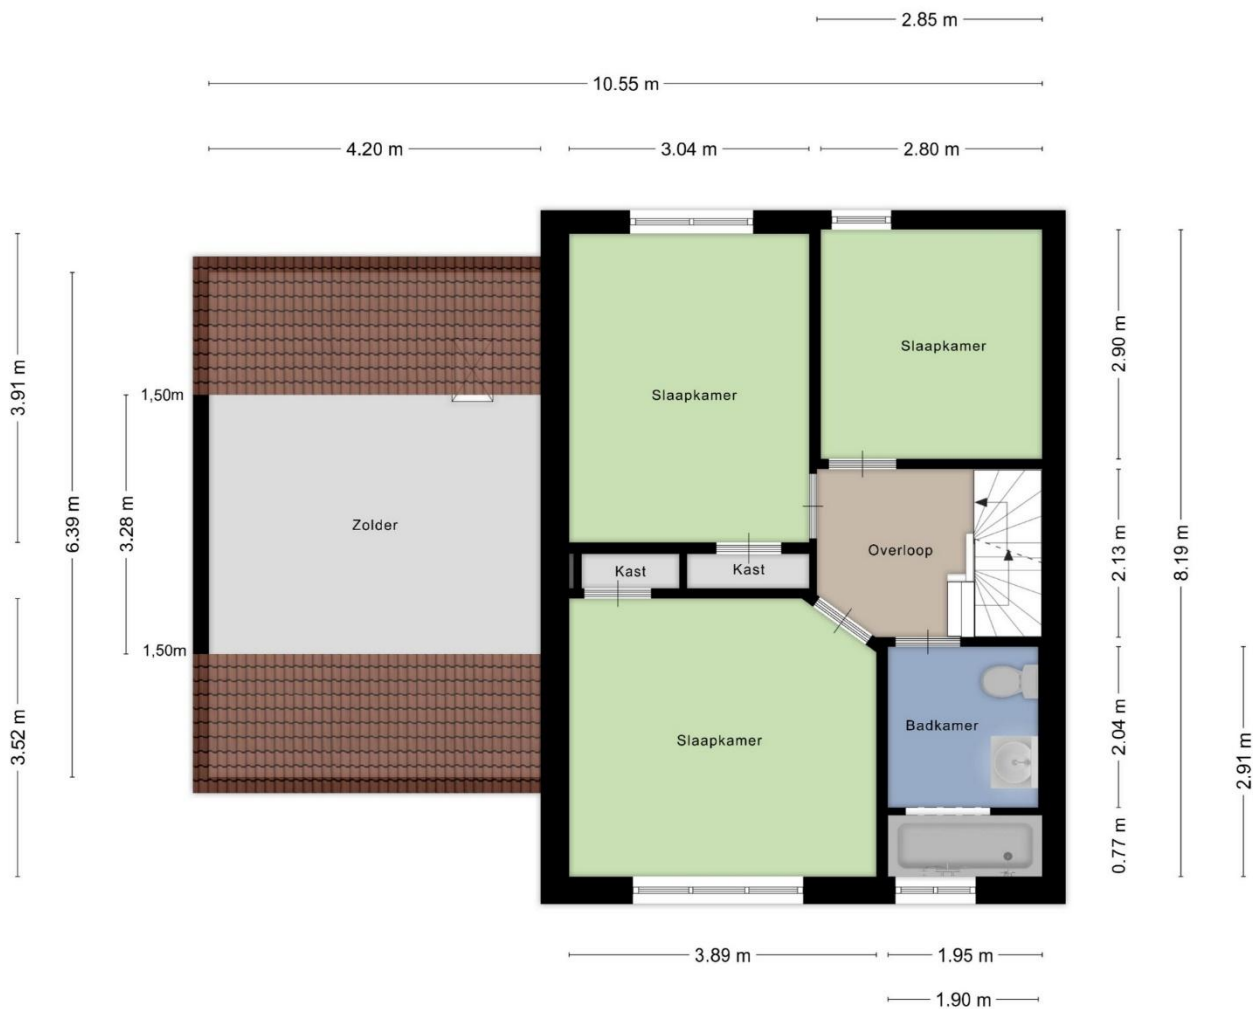 2.85 m
10.55 m
4.20 m
3.04 m
2.80 m
3.91 m
6.39 m
3.28 m
3.52 m
1,50m
1,50m
Zolder
Slaapkamer
Slaapkamer
Kast
Kast
Overloop
Slaapkamer
Badkamer
2.90 m
2.13 m
2.04 m
0.77 m
8.19 m
2.91 m
3.89 m
1.95 m
1.90 m